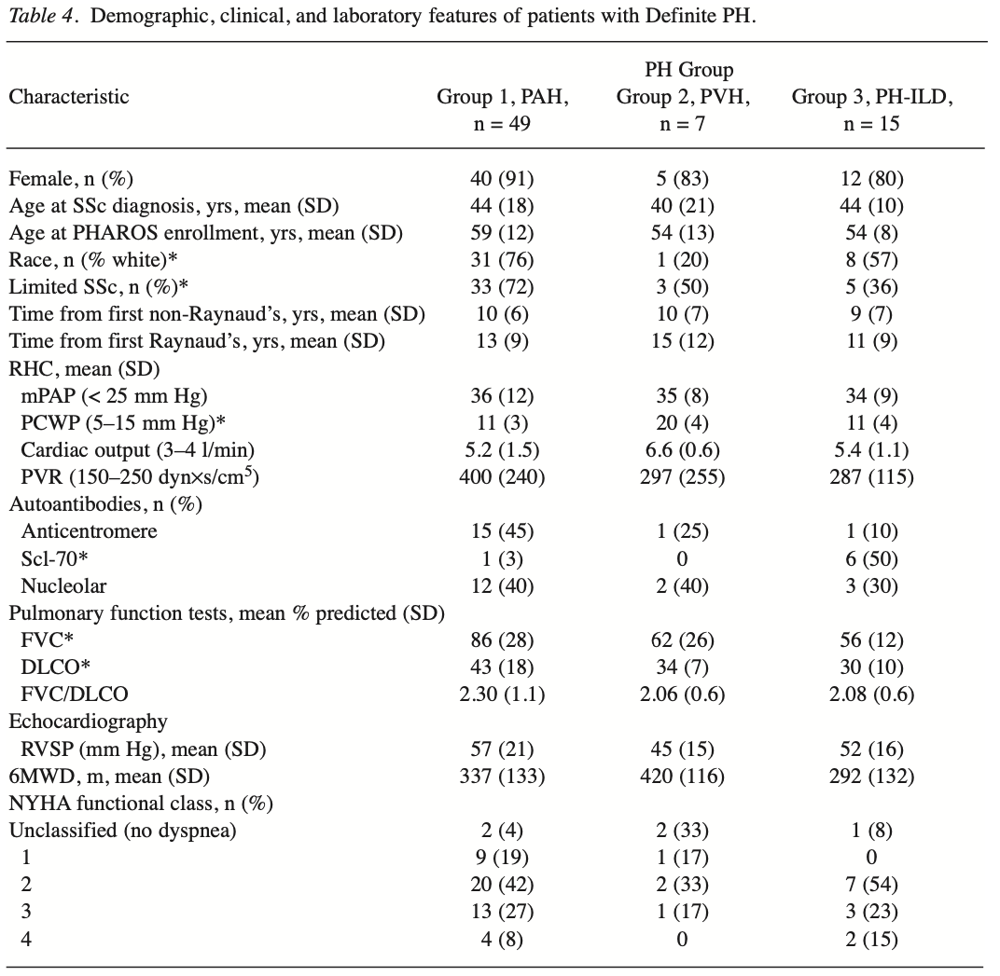 Table 4. Demographic, clinical, and laboratory features of patients with Definite PH.
PH Group
Characteristic Group 1, PAH, Group 2, PVH, Group 3, PH-ILD,
n = 49 n = 7 n = 15
Female, n (%) 40 (91) 5 (83) 12 (80)
Age at SSc diagnosis, yrs, mean (SD) 44 (18) 40 (21) 44 (10)
Age at PHAROS enrollment, yrs, mean (SD) 59 (12) 54 (13) 54 (8)
Race, n (% white)* 31 (76) 1 (20) 8 (57)
Limited SSc, n (%)* 33 (72) 3 (50) 5 (36)
Time from first non-Raynaud’s, yrs, mean (SD) 10 (6) 10 (7) 9 (7)
Time from first Raynaud’s, yrs, mean (SD) 13 (9) 15 (12) 11 (9)
RHC, mean (SD)
mPAP (< 25 mm Hg) 36 (12) 35 (8) 34 (9)
PCWP (5–15 mm Hg)* 11 (3) 20 (4) 11 (4)
Cardiac output (3–4 l/min) 5.2 (1.5) 6.6 (0.6) 5.4 (1.1)
PVR (150–250 dyn×s/cm⁵) 400 (240) 297 (255) 287 (115)
Autoantibodies, n (%)
Anticentromere 15 (45) 1 (25) 1 (10)
Scl-70* 1 (3) 0 6 (50)
Nucleolar 12 (40) 2 (40) 3 (30)
Pulmonary function tests, mean % predicted (SD)
FVC* 86 (28) 62 (26) 56 (12)
DLCO* 43 (18) 34 (7) 30 (10)
FVC/DLCO 2.30 (1.1) 2.06 (0.6) 2.08 (0.6)
Echocardiography
RVSP (mm Hg), mean (SD) 57 (21) 45 (15) 52 (16)
6MWD, m, mean (SD) 337 (133) 420 (116) 292 (132)
NYHA functional class, n (%)
Unclassified (no dyspnea) 2 (4) 2 (33) 1 (8)
1 9 (19) 1 (17) 0
2 20 (42) 2 (33) 7 (54)
3 13 (27) 1 (17) 3 (23)
4 4 (8) 0 2 (15)